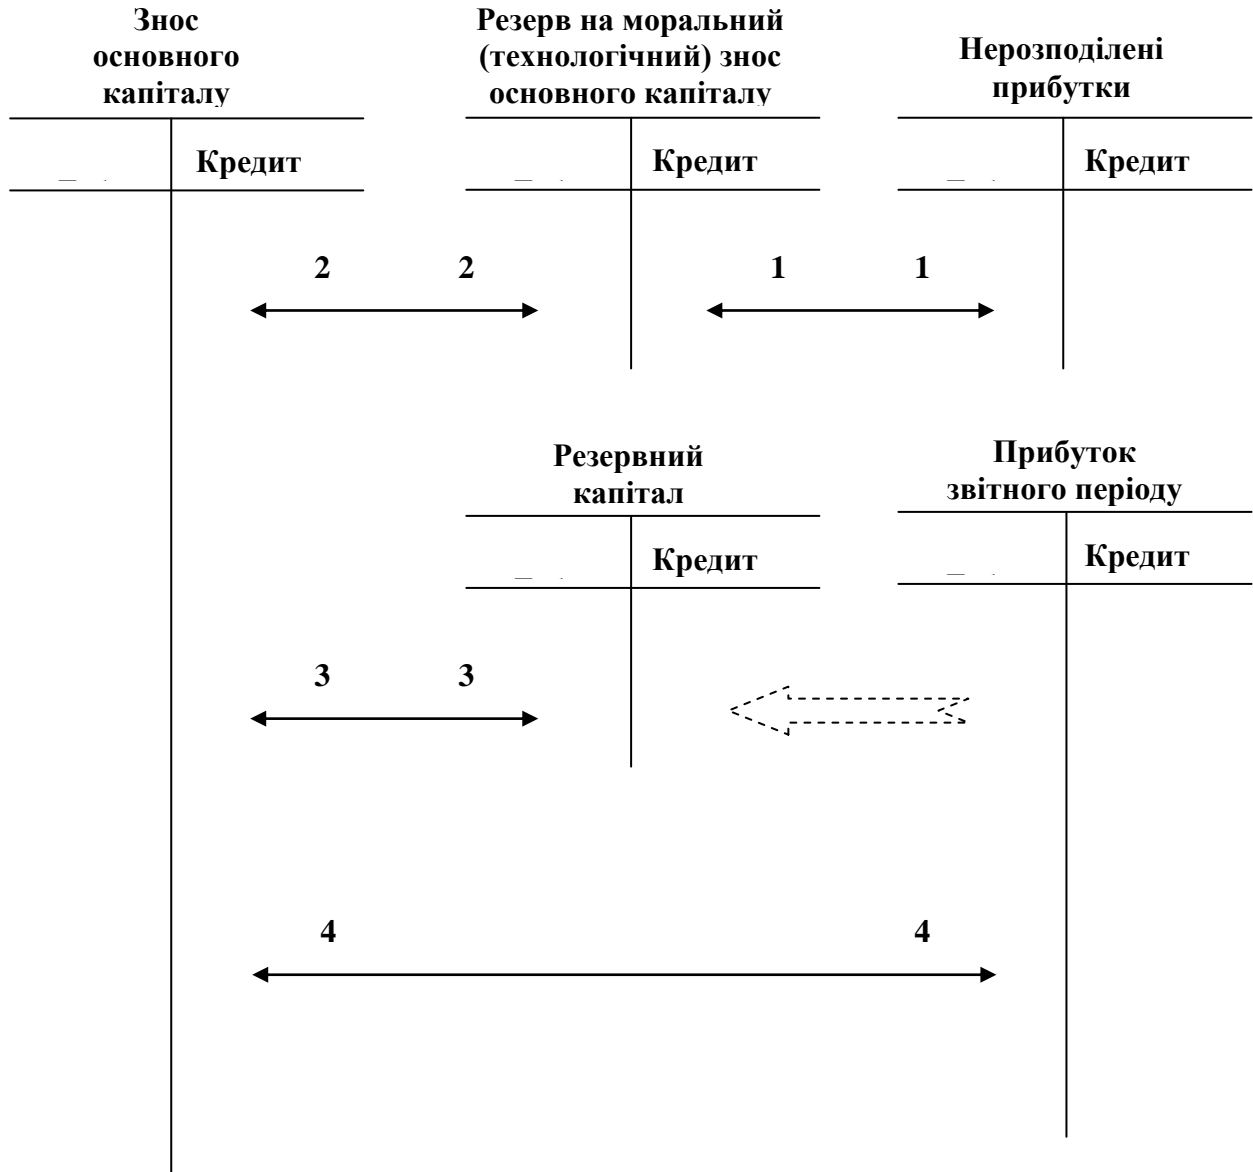 Знос
основного
капіталу
Резерв на моральний
(технологічний) знос
основного капіталу
Нерозподілені
прибутки
Кредит
Кредит
Кредит
2 2 1 1
Резервний
капітал
Прибуток
звітного періоду
Кредит
Кредит
3 3
4 4